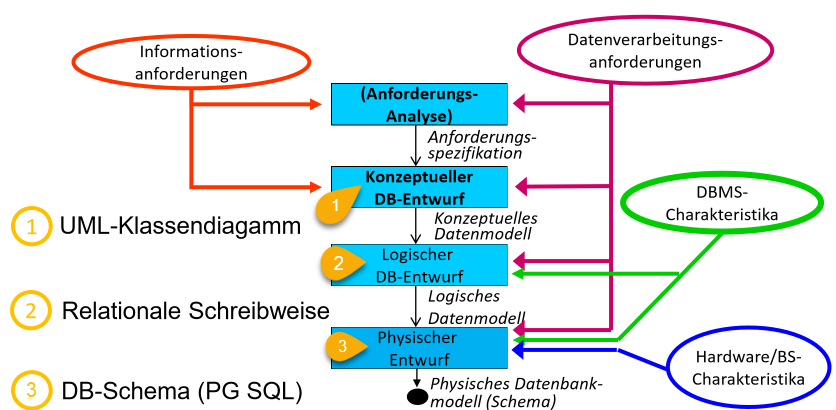 Informations-
anforderungen
Datenverarbeitungs-
anforderungen
(Anforderungs-
Analyse)
Anforderungs-
spezifikation
Konzeptueller
DB-Entwurf
1
DBMS-
Charakteristika
1
UML-Klassendiagamm
Konzeptuelles
Datenmodell
Logischer
DB-Entwurf
2
2
Relationale Schreibweise
Logisches
Datenmodell
Physischer
Entwurf
3
Hardware/BS-
Charakteristika
3
DB-Schema (PG SQL)
Physisches Datenbank-
modell (Schema)